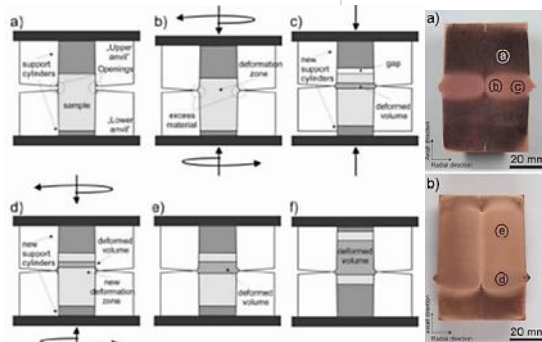 a)
support
cylinders
„Upper
anvil"
Openings
sample
„Lower
anvil"
b)
deformation
zone
excess
material
c)
new
support
cylinders
gap
deformed
volume
d)
new
support
cylinders
deformed
volume
new
deformation
zone
e)
deformed
volume
f)
deformed
volume
a)
a
b
c
Axial direction
Radial direction
20 mm
b)
e
d
Axial direction
Radial direction
20 mm